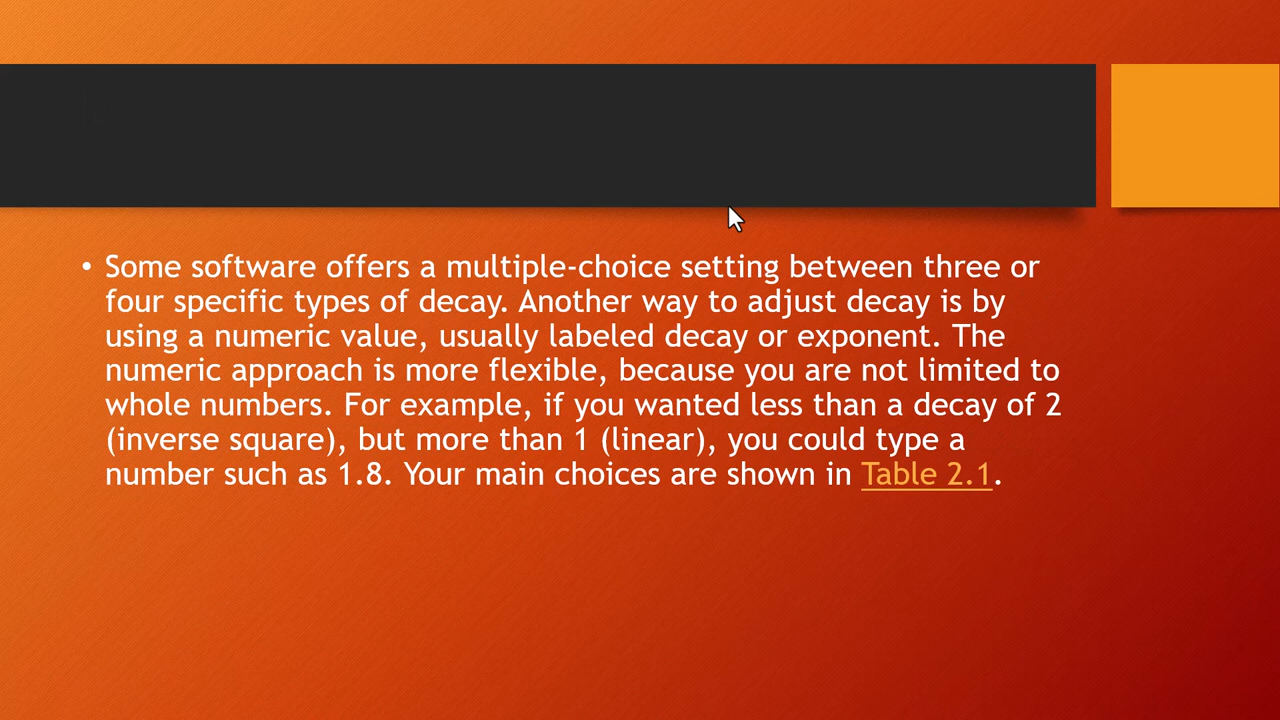 • Some software offers a multiple-choice setting between three or
four specific types of decay. Another way to adjust decay is by
using a numeric value, usually labeled decay or exponent. The
numeric approach is more flexible, because you are not limited to
whole numbers. For example, if you wanted less than a decay of 2
(inverse square), but more than 1 (linear), you could type a
number such as 1.8. Your main choices are shown in Table 2.1.